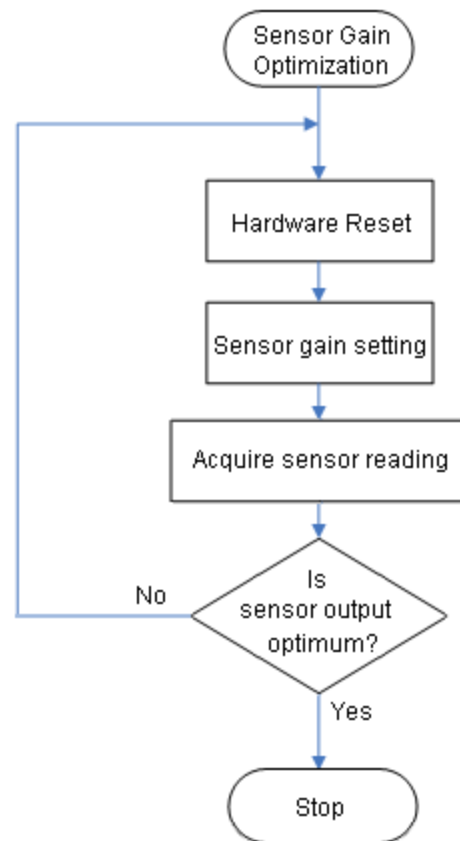 Sensor Gain
Optimization
Hardware Reset
Sensor gain setting
Acquire sensor reading
Is
sensor output
optimum?
No
Yes
Stop